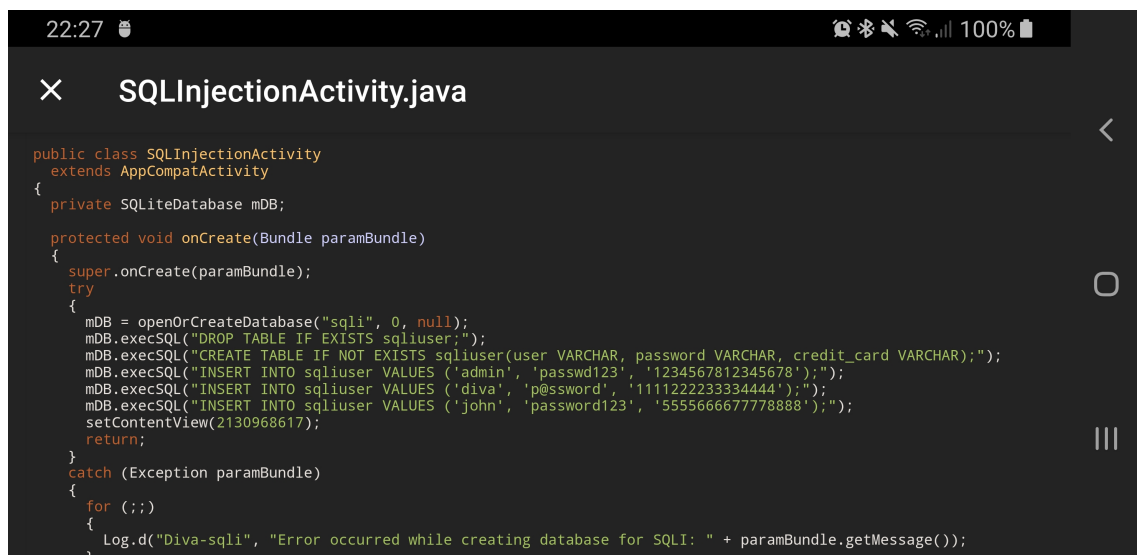 22:27 100%
SQLInjectionActivity.java
public class SQLInjectionActivity
  extends AppCompatActivity
{
  private SQLiteDatabase mDB;
  protected void onCreate(Bundle paramBundle)
  {
    super.onCreate(paramBundle);
    try
    {
      mDB = openOrCreateDatabase("sqli", 0, null);
      mDB.execSQL("DROP TABLE IF EXISTS sqliuser;");
      mDB.execSQL("CREATE TABLE IF NOT EXISTS sqliuser(user VARCHAR, password VARCHAR, credit_card VARCHAR);");
      mDB.execSQL("INSERT INTO sqliuser VALUES ('admin', 'passwd123', '1234567812345678');");
      mDB.execSQL("INSERT INTO sqliuser VALUES ('diva', 'p@ssword', '1111222233334444');");
      mDB.execSQL("INSERT INTO sqliuser VALUES ('john', 'password123', '5555666677778888');");
      setContentView(2130968617);
      return;
    }
    catch (Exception paramBundle)
    {
      for (;;)
      {
        Log.d("Diva-sqli", "Error occurred while creating database for SQLI: " + paramBundle.getMessage());
      }